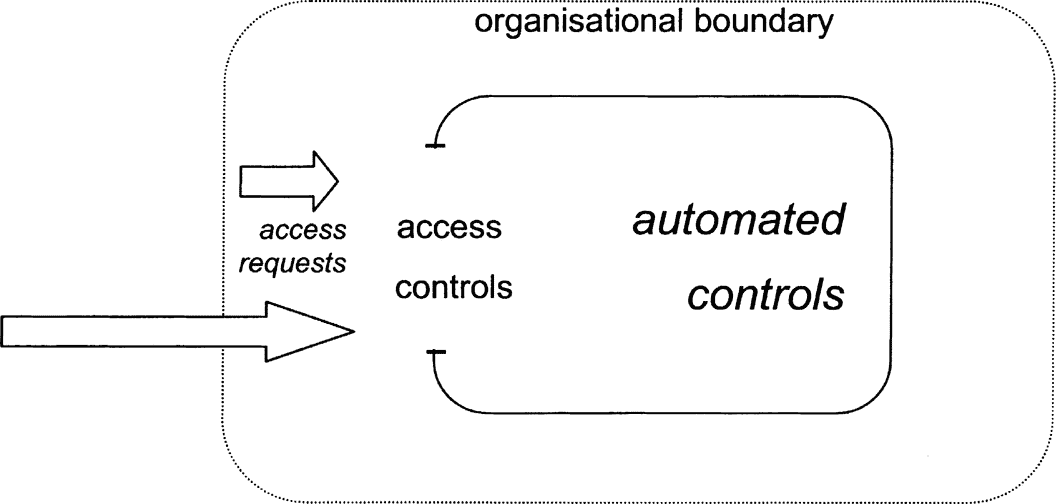 organisational boundary
access
requests
access
controls
automated
controls